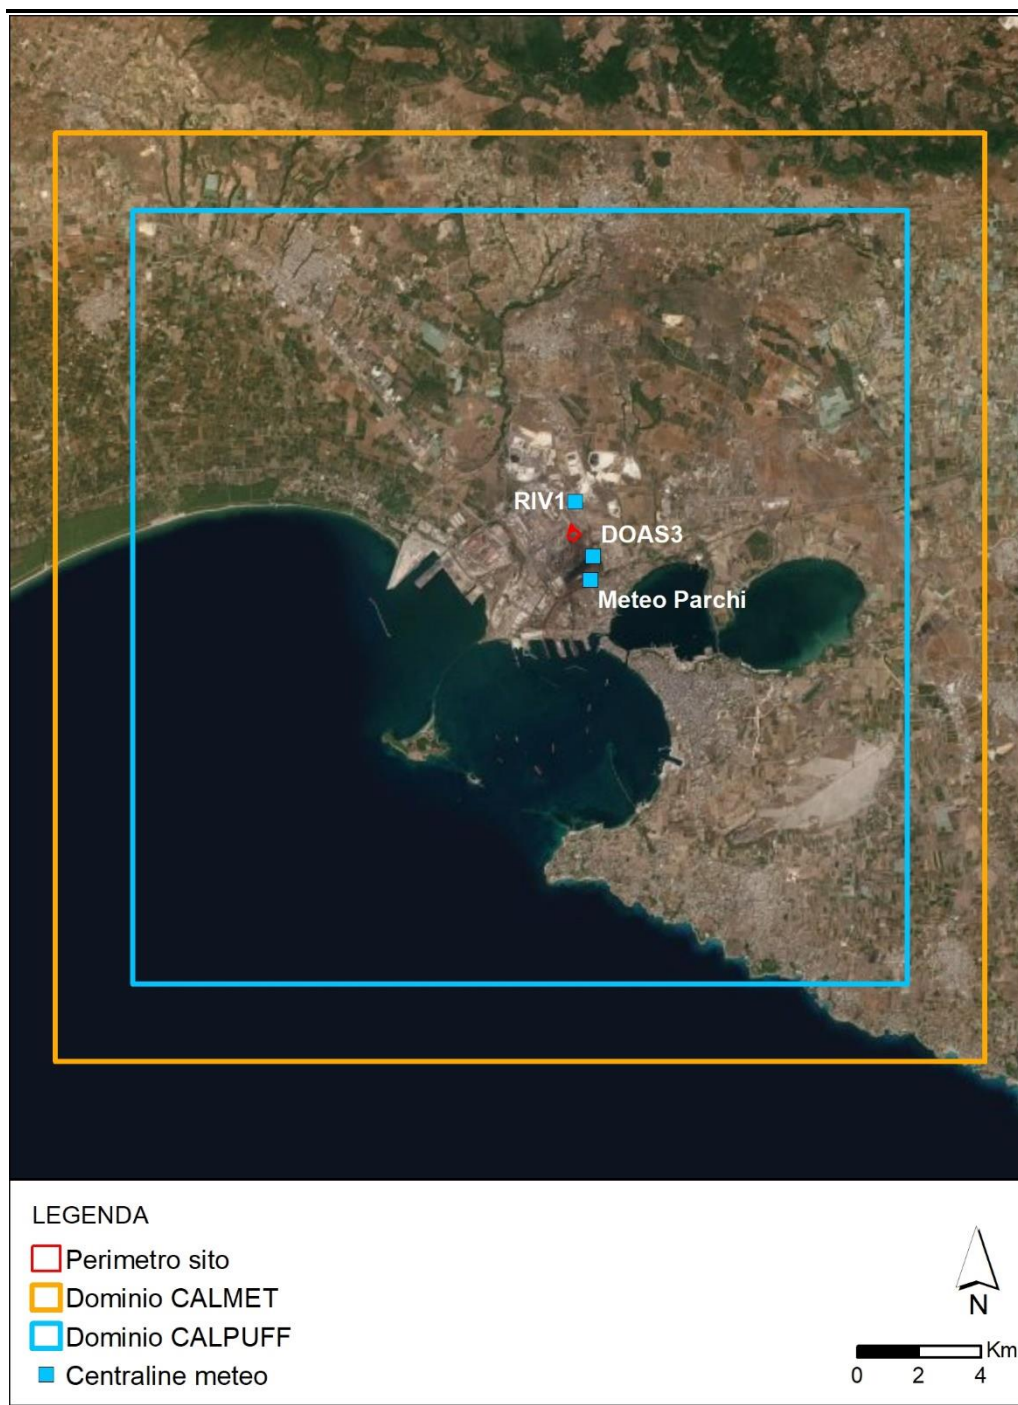 RIV1
DOAS3
Meteo Parchi
LEGENDA
Perimetro sito
Dominio CALMET
Dominio CALPUFF
Centraline meteo
N
Km
0 2 4